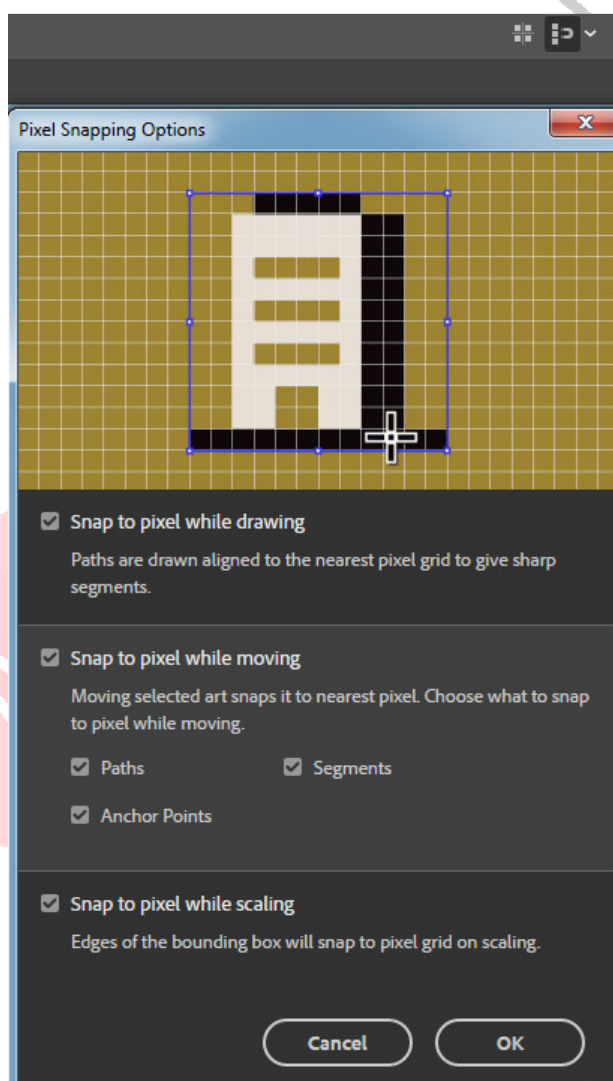 Pixel Snapping Options
Snap to pixel while drawing
Paths are drawn aligned to the nearest pixel grid to give sharp
segments.
Snap to pixel while moving
Moving selected art snaps it to nearest pixel. Choose what to snap
to pixel while moving.
Paths Segments
Anchor Points
Snap to pixel while scaling
Edges of the bounding box will snap to pixel grid on scaling.
Cancel OK